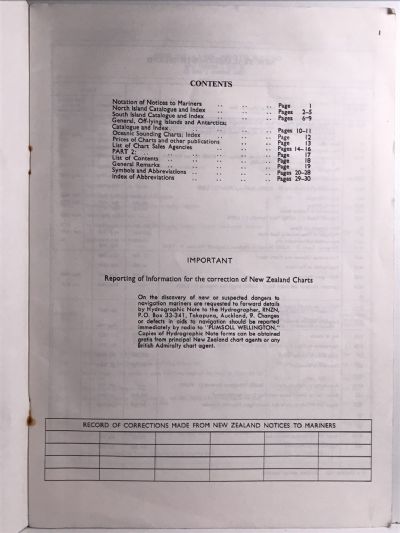 1
CONTENTS
Notation of Notices to Mariners .. .. .. Page 1
North Island Catalogue and Index .. .. .. Pages 2–5
South Island Catalogue and Index .. .. .. Pages 6–9
General, Off-lying Islands and Antarctica:
Catalogue and Index .. .. .. .. Pages 10–11
Oceanic Sounding Charts: Index .. .. .. Page 12
Prices of Charts and other publications .. .. Page 13
List of Chart Sales Agencies .. .. .. Pages 14–16
PART 2: .. .. .. Page 17
List of Contents .. .. .. .. .. Page 18
General Remarks .. .. .. .. .. Page 19
Symbols and Abbreviations .. .. .. .. Pages 20–28
Index of Abbreviations .. .. .. .. Pages 29–30
IMPORTANT
Reporting of Information for the correction of New Zealand Charts
On the discovery of new or suspected dangers to
navigation mariners are requested to forward details
by Hydrographic Note to the Hydrographer, RNZN,
P.O. Box 33-341, Takapuna, Auckland, 9. Changes
or defects in aids to navigation should be reported
immediately by radio to "PLIMSOLL WELLINGTON."
Copies of Hydrographic Note forms can be obtained
gratis from principal New Zealand chart agents or any
British Admiralty chart agent.
RECORD OF CORRECTIONS MADE FROM NEW ZEALAND NOTICES TO MARINERS